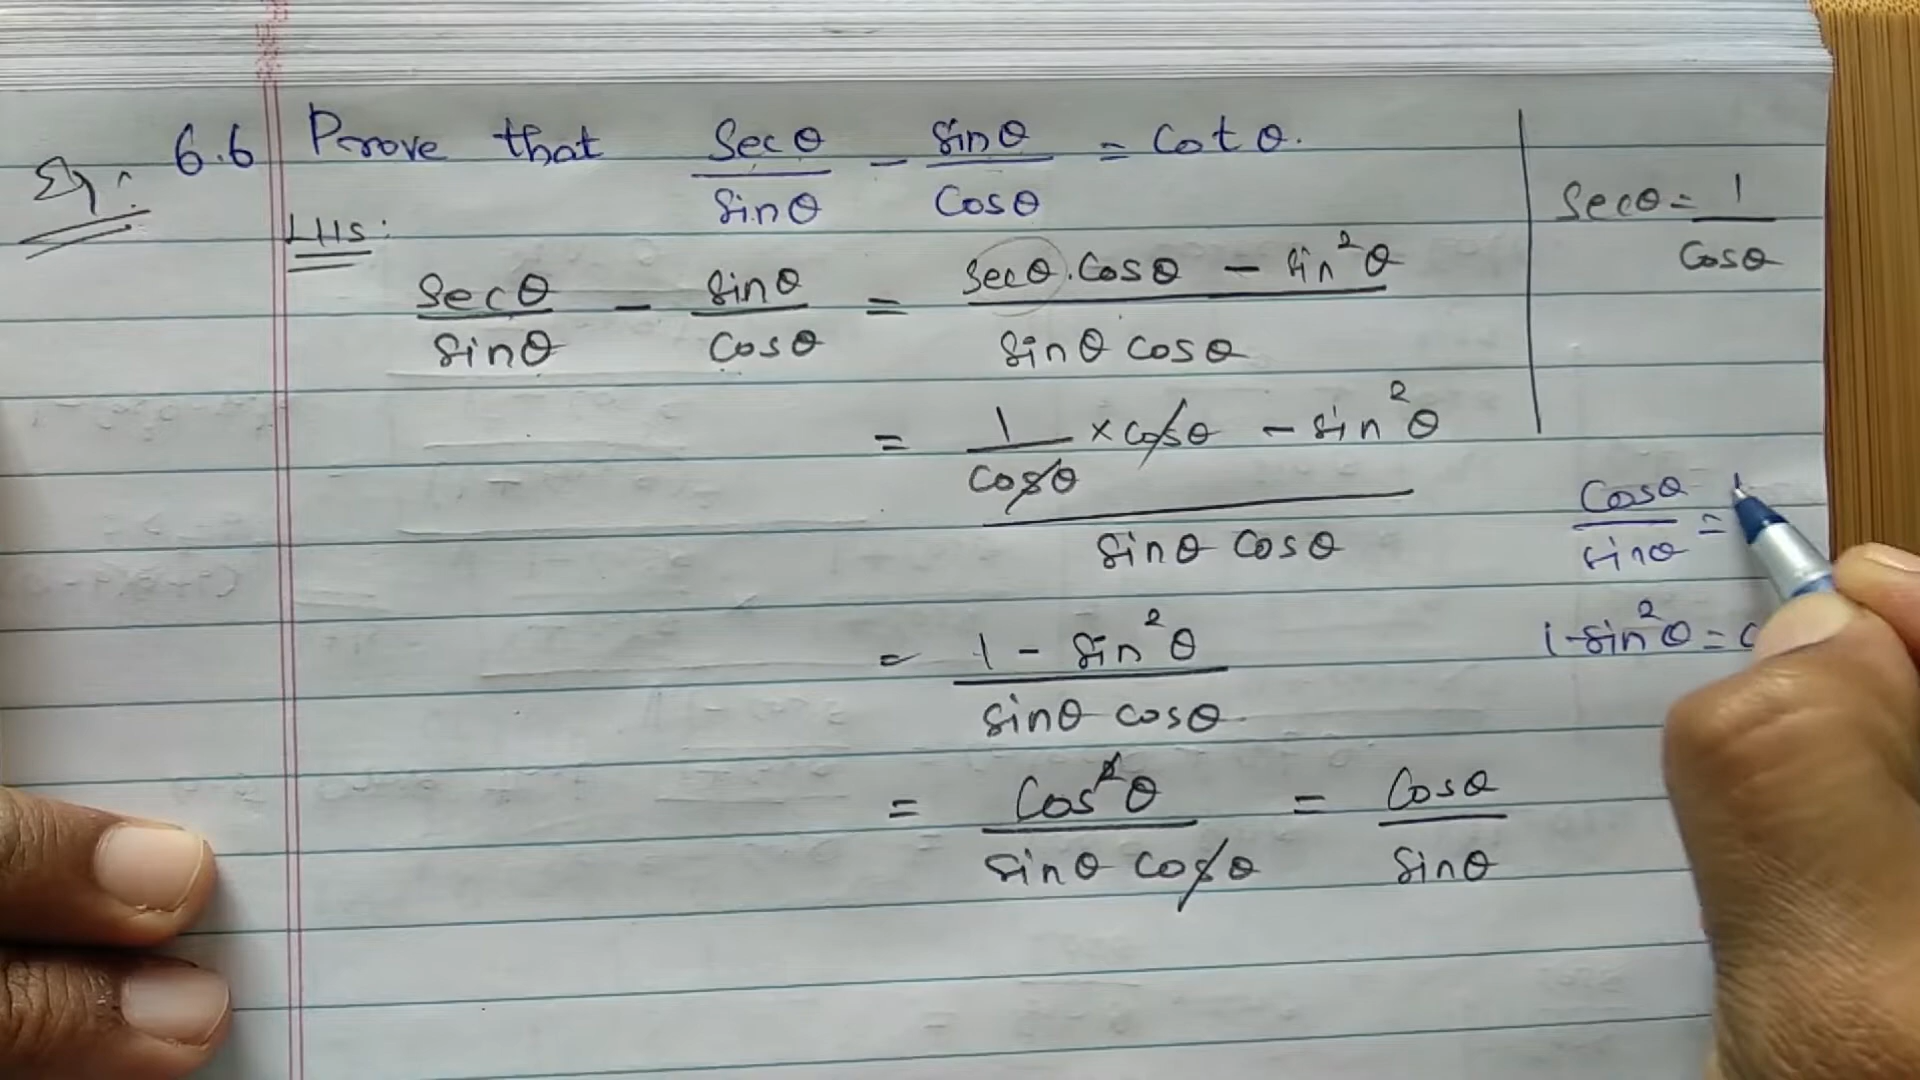 Eg: 6.6 Prove that Secθ/Sinθ - Sinθ/Cosθ = Cotθ.
LHS:
Secθ/Sinθ - Sinθ/Cosθ = Secθ.Cosθ - Sin²θ / Sinθ Cosθ
= 1/Cosθ × Cosθ - Sin²θ / Sinθ Cosθ
= 1 - Sin²θ / Sinθ Cosθ
= Cos²θ / Sinθ Cosθ = Cosθ/Sinθ
Secθ = 1/Cosθ
Cosθ/Sinθ =
1-Sin²θ = C